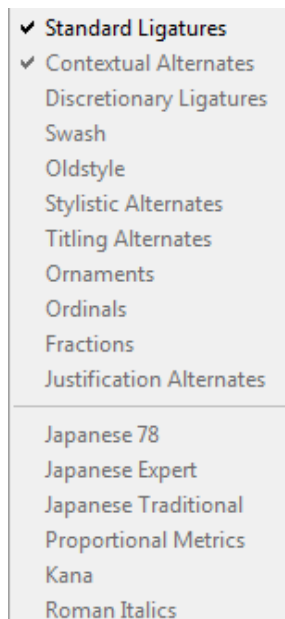 Standard Ligatures
Contextual Alternates
Discretionary Ligatures
Swash
Oldstyle
Stylistic Alternates
Titling Alternates
Ornaments
Ordinals
Fractions
Justification Alternates
Japanese 78
Japanese Expert
Japanese Traditional
Proportional Metrics
Kana
Roman Italics